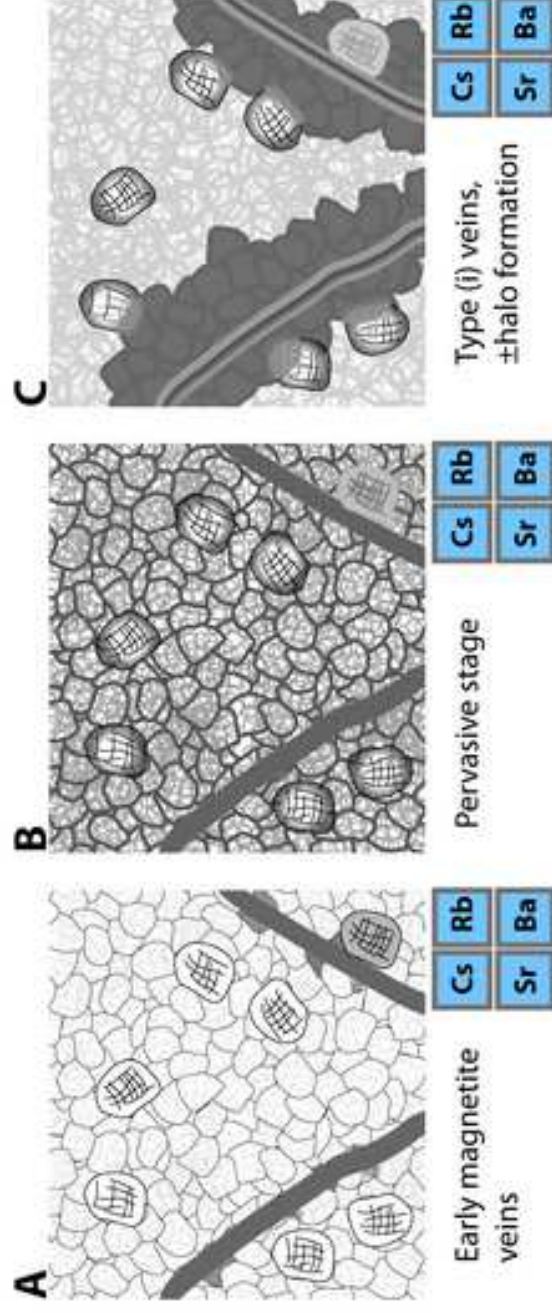 A
Early magnetite
veins
Cs Rb
Sr Ba
B
Pervasive stage
Cs Rb
Sr Ba
C
Type (i) veins,
±halo formation
Cs Rb
Sr Ba